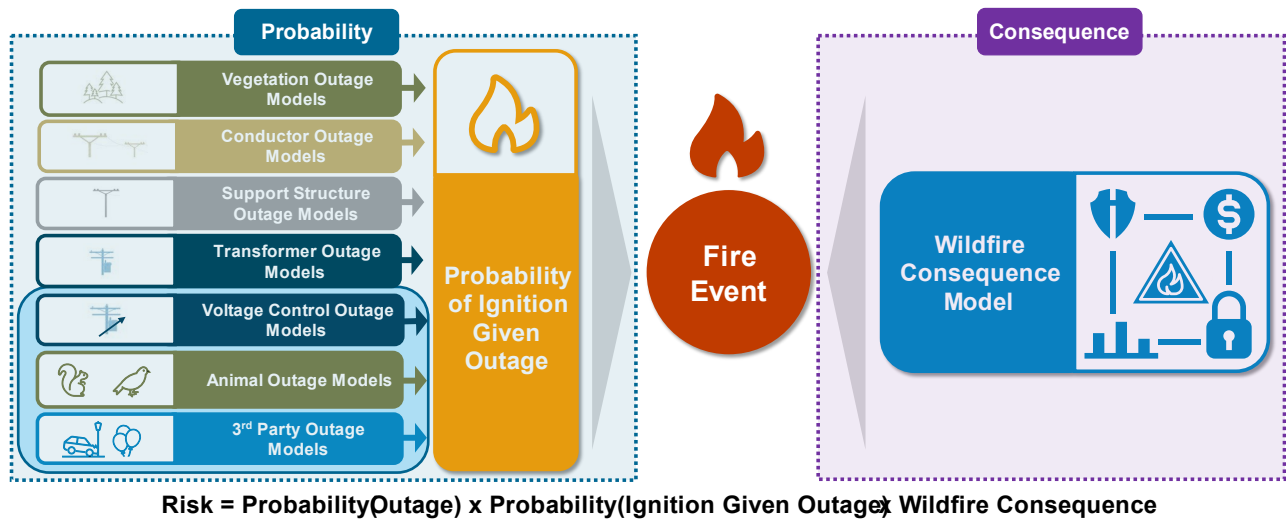 Probability
Consequence
Vegetation Outage
Models
Conductor Outage
Models
Support Structure
Outage Models
Transformer Outage
Models
Voltage Control Outage
Models
Animal Outage Models
3rd Party Outage
Models
Probability
of Ignition
Given
Outage
Fire
Event
Wildfire
Consequence
Model
$
Risk = Probability(Outage) x Probability(Ignition Given Outage) x Wildfire Consequence